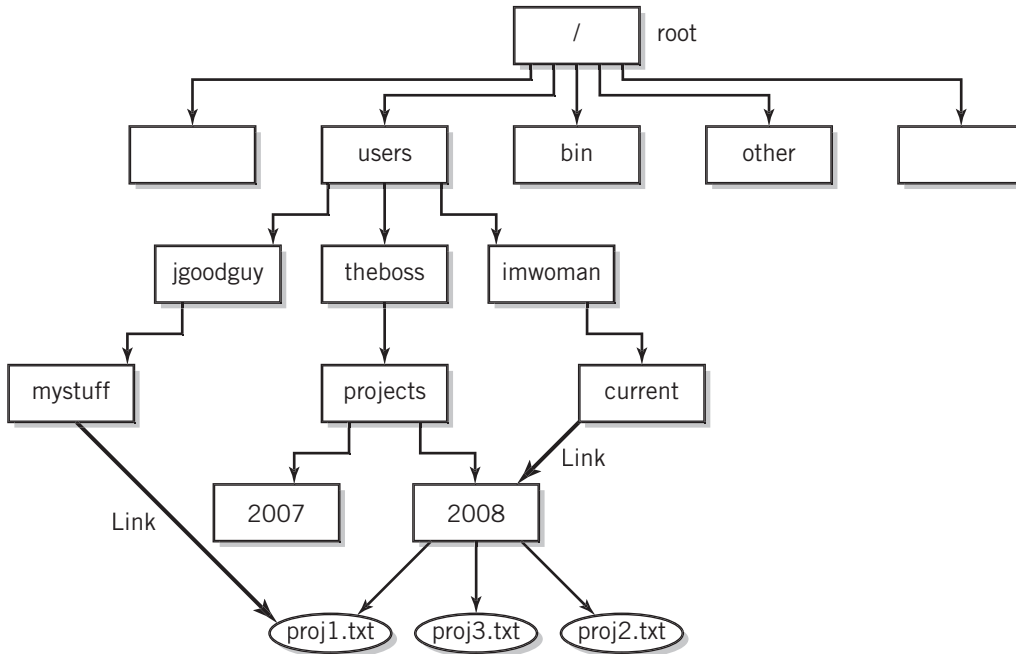 /
root
users
bin
other
jgoodguy
theboss
imwoman
mystuff
projects
current
Link
2007
2008
Link
proj1.txt
proj3.txt
proj2.txt